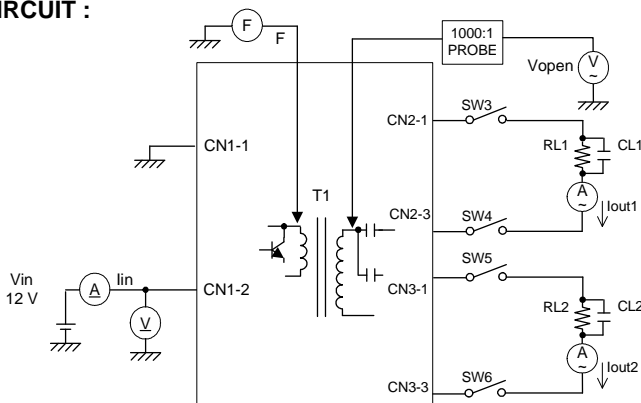 IRCUIT :
F
F
1000:1
PROBE
Vopen
V
~
SW3
CN2-1
CN1-1
RL1
CL1
T1
A
~
Iout1
CN2-3
SW4
SW5
Vin
12 V
A
Iin
CN1-2
CN3-1
V
RL2
CL2
A
~
Iout2
CN3-3
SW6